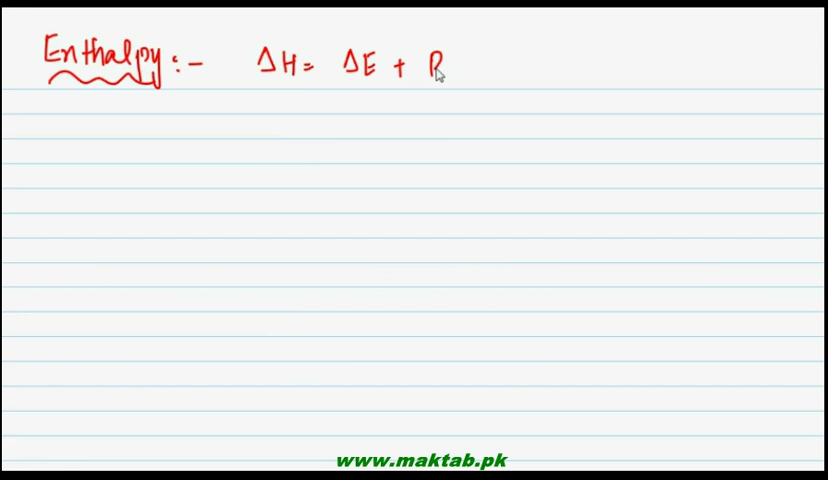 Enthalpy :- ΔH = ΔE + P
www.maktab.pk